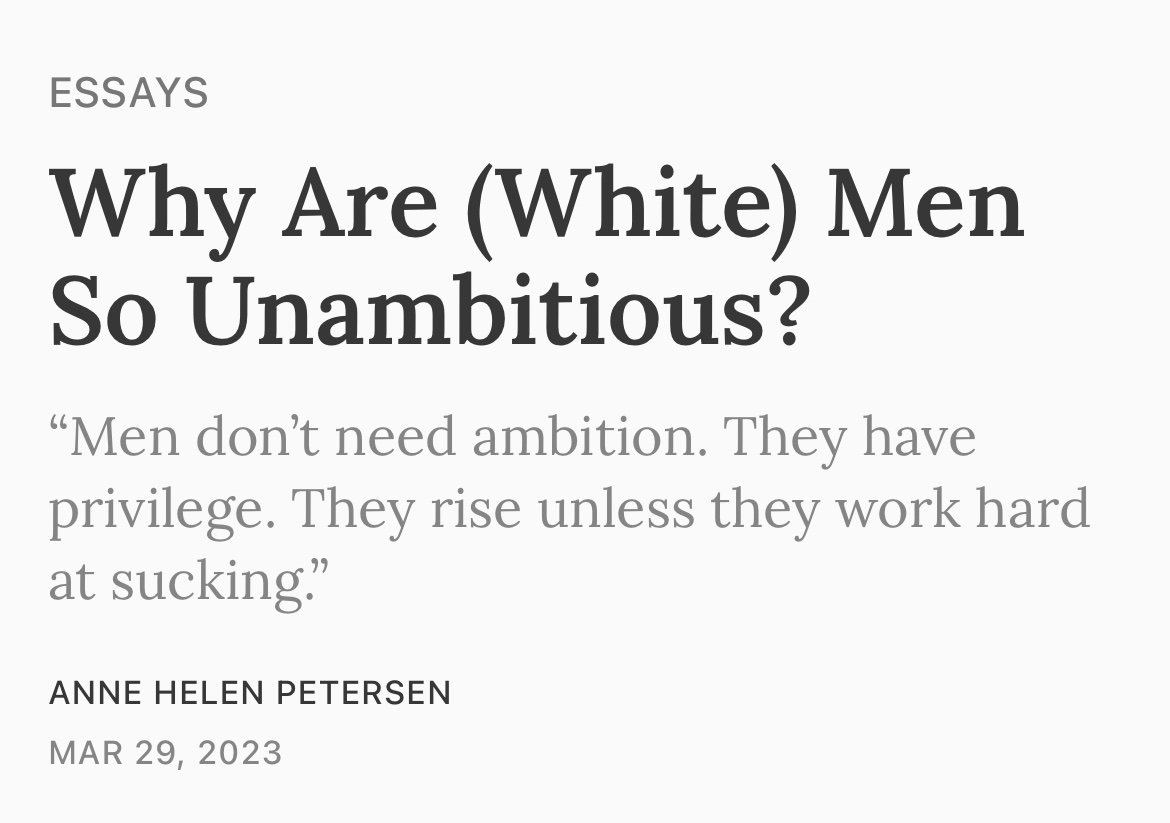 ESSAYS
Why Are (White) Men
So Unambitious?
“Men don’t need ambition. They have
privilege. They rise unless they work hard
at sucking.”
ANNE HELEN PETERSEN
MAR 29, 2023